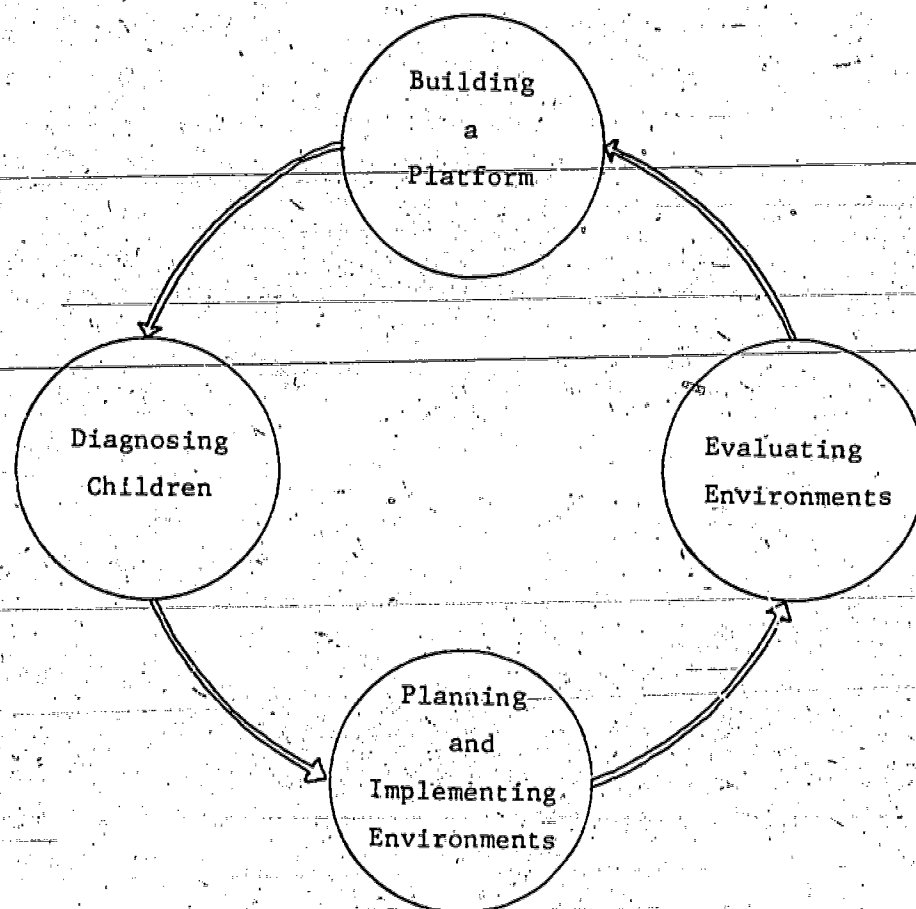 Building
a
Platform
Diagnosing
Children
Evaluating
Environments
Planning
and
Implementing
Environments